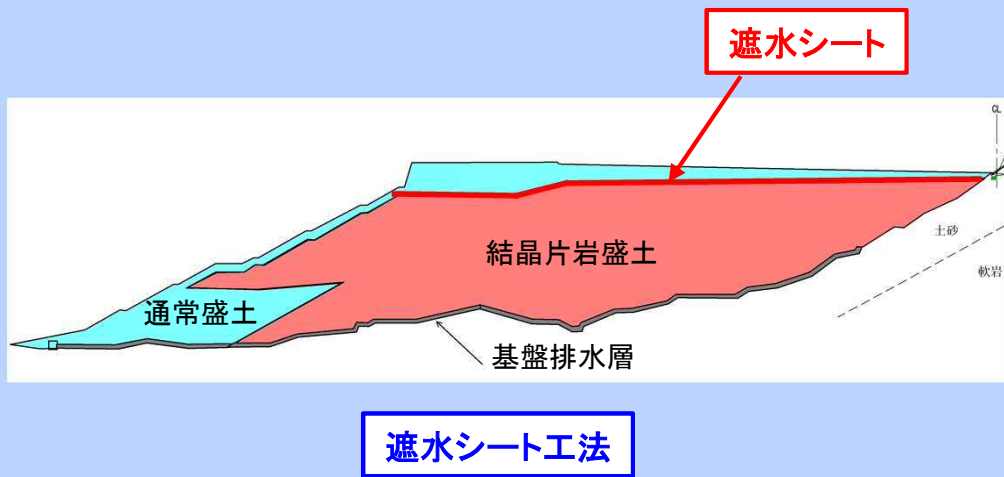 遮水シート
CL
結晶片岩盛土
土砂
軟岩
通常盛土
基盤排水層
遮水シート工法